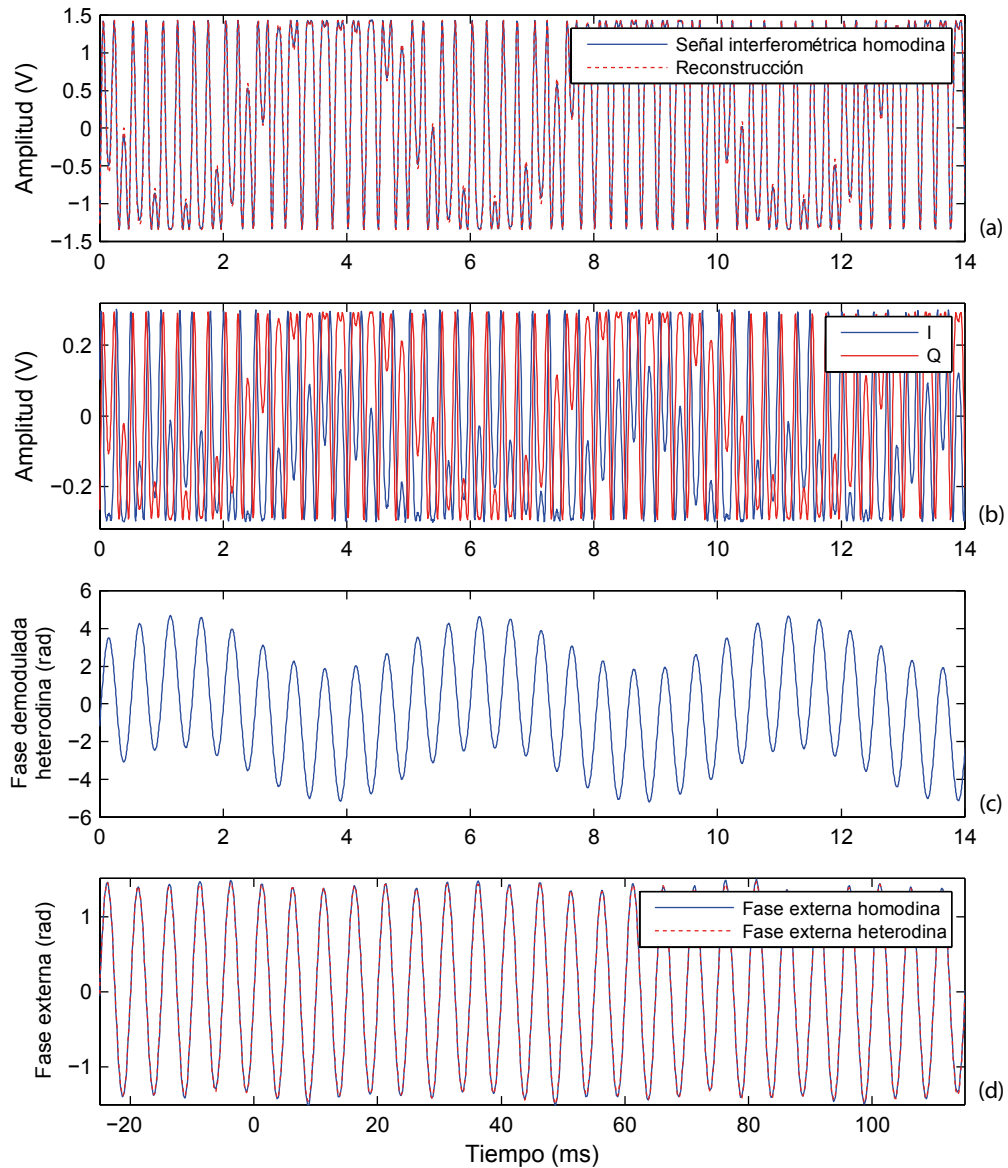 Amplitud (V)
1.5
1
0.5
0
−0.5
−1
−1.5
Señal interferométrica homodina
Reconstrucción
0 2 4 6 8 10 12 14
(a)
Amplitud (V)
0.2
0
−0.2
I
Q
0 2 4 6 8 10 12 14
(b)
Fase demodulada
heterodina (rad)
6
4
2
0
−2
−4
−6
0 2 4 6 8 10 12 14
(c)
Fase externa (rad)
1
0
−1
Fase externa homodina
Fase externa heterodina
−20 0 20 40 60 80 100
(d)
Tiempo (ms)